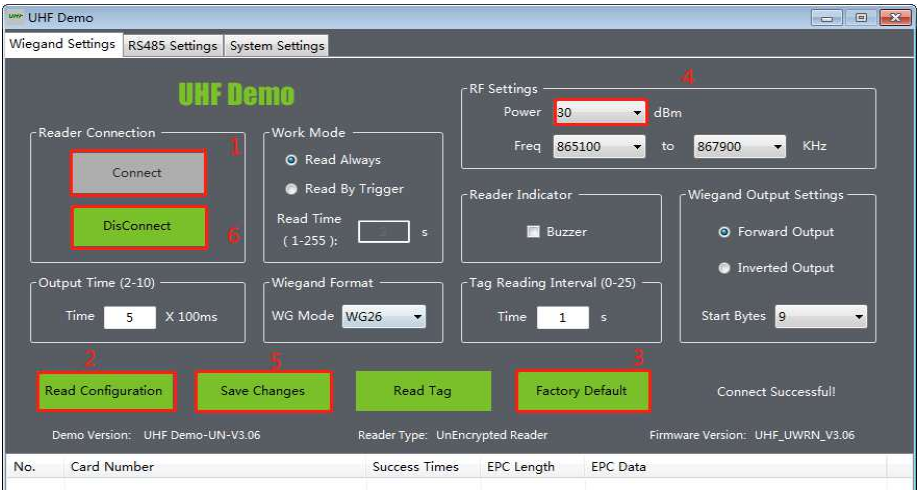 UHF UHF Demo
Wiegand Settings RS485 Settings System Settings
UHF Demo
4
RF Settings
Power 30 dBm
Freq 865100 to 867900 KHz
Reader Connection
1
Connect
DisConnect
6
Work Mode
Read Always
Read By Trigger
Read Time
( 1-255 ): s
Reader Indicator
Buzzer
Wiegand Output Settings
Forward Output
Inverted Output
Start Bytes 9
Output Time (2-10)
Time 5 X 100ms
Wiegand Format
WG Mode WG26
Tag Reading Interval (0-25)
Time 1 s
2 5 3
Read Configuration Save Changes Read Tag Factory Default Connect Successful!
Demo Version: UHF Demo-UN-V3.06 Reader Type: UnEncrypted Reader Firmware Version: UHF_UWRN_V3.06
No. Card Number Success Times EPC Length EPC Data